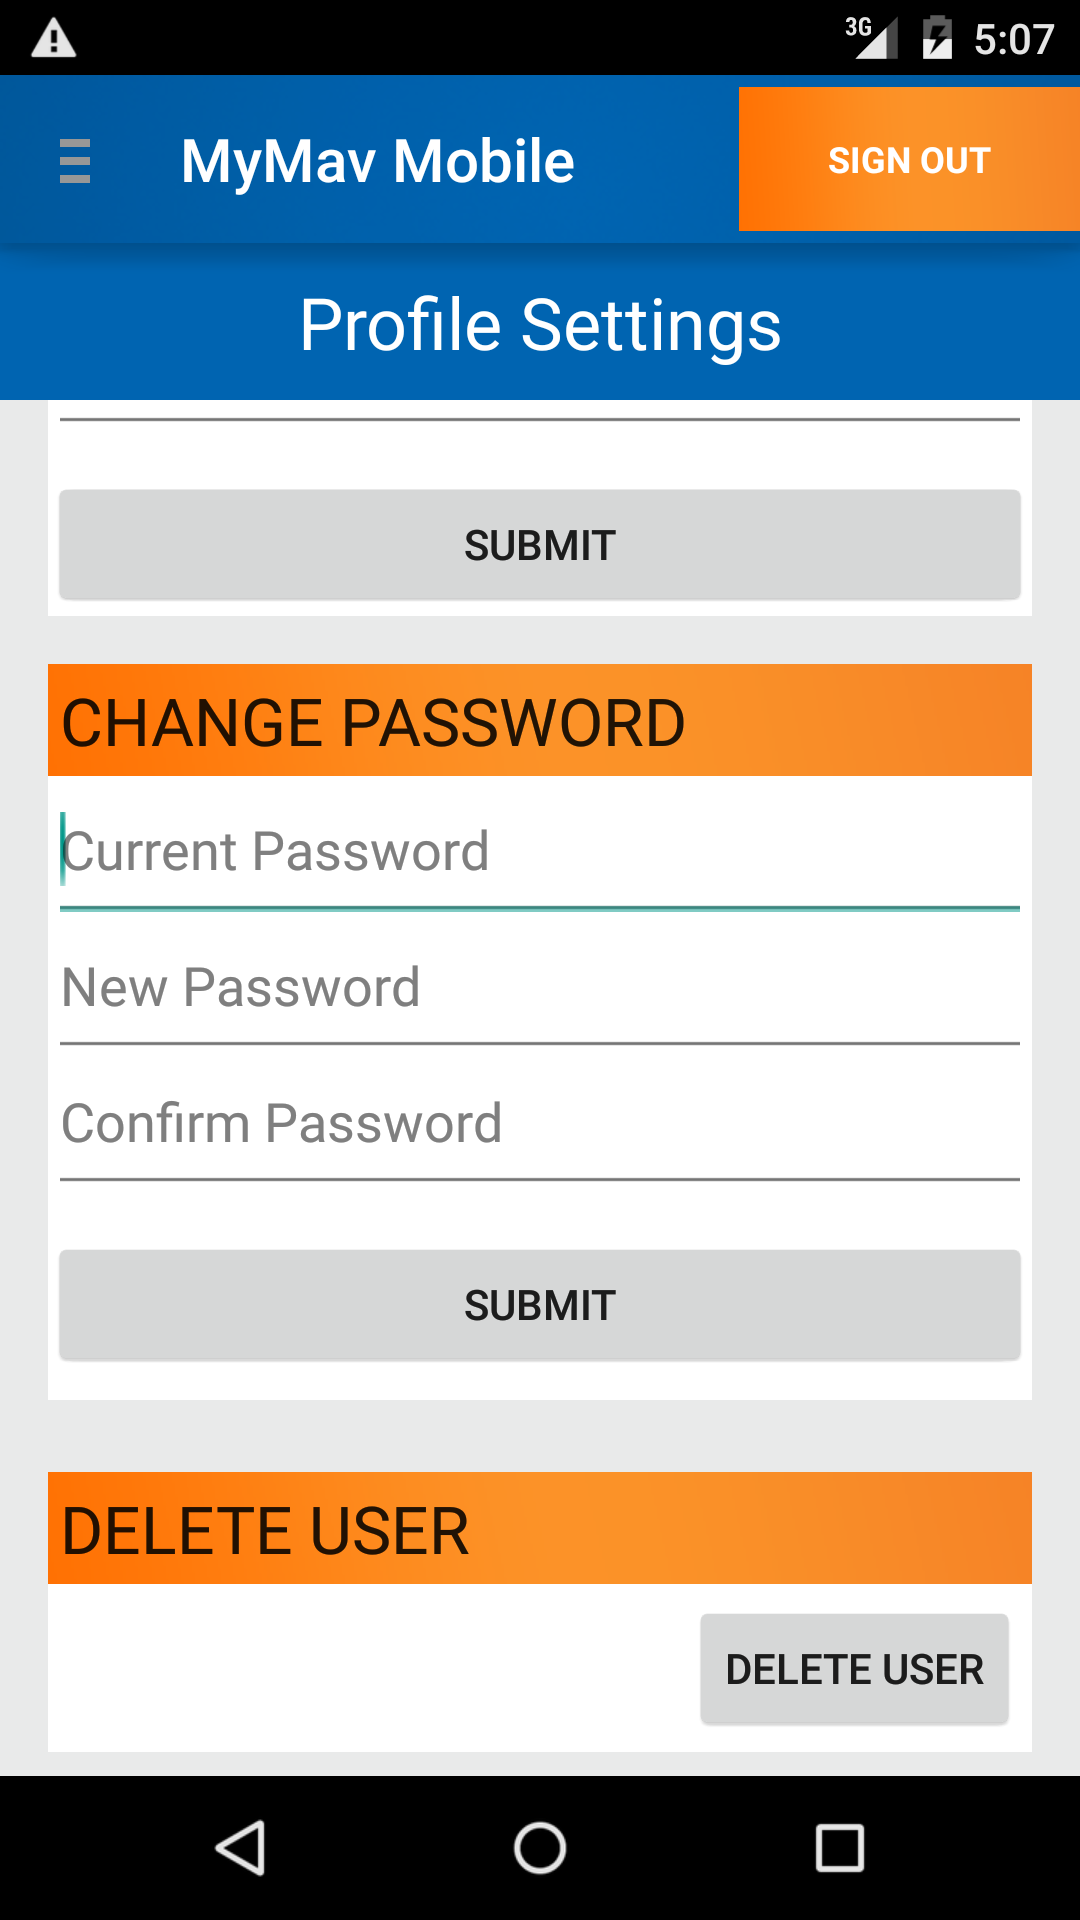 3G 5:07
MyMav Mobile SIGN OUT
Profile Settings
SUBMIT
CHANGE PASSWORD
Current Password
New Password
Confirm Password
SUBMIT
DELETE USER
DELETE USER